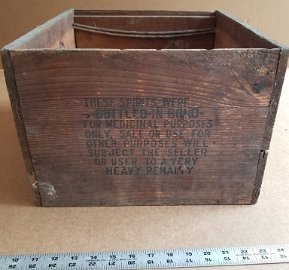 THESE SPIRITS WERE
BOTTLED IN BOND
FOR MEDICINAL PURPOSES
ONLY. SALE OR USE FOR
OTHER PURPOSES WILL
SUBJECT THE SELLER
OR USER TO A VERY
HEAVY PENALTY